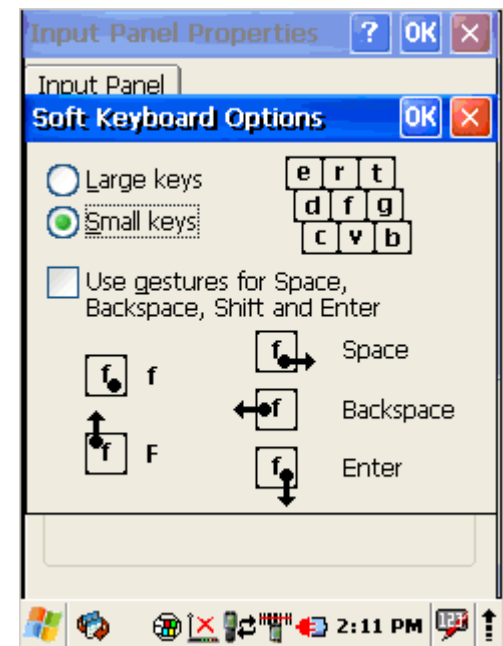 Input Panel Properties ? OK
Input Panel
Soft Keyboard Options OK
Large keys
Small keys
e r t
d f g
c v b
Use gestures for Space,
Backspace, Shift and Enter
f f
f Space
f F
f Backspace
f Enter
2:11 PM 123